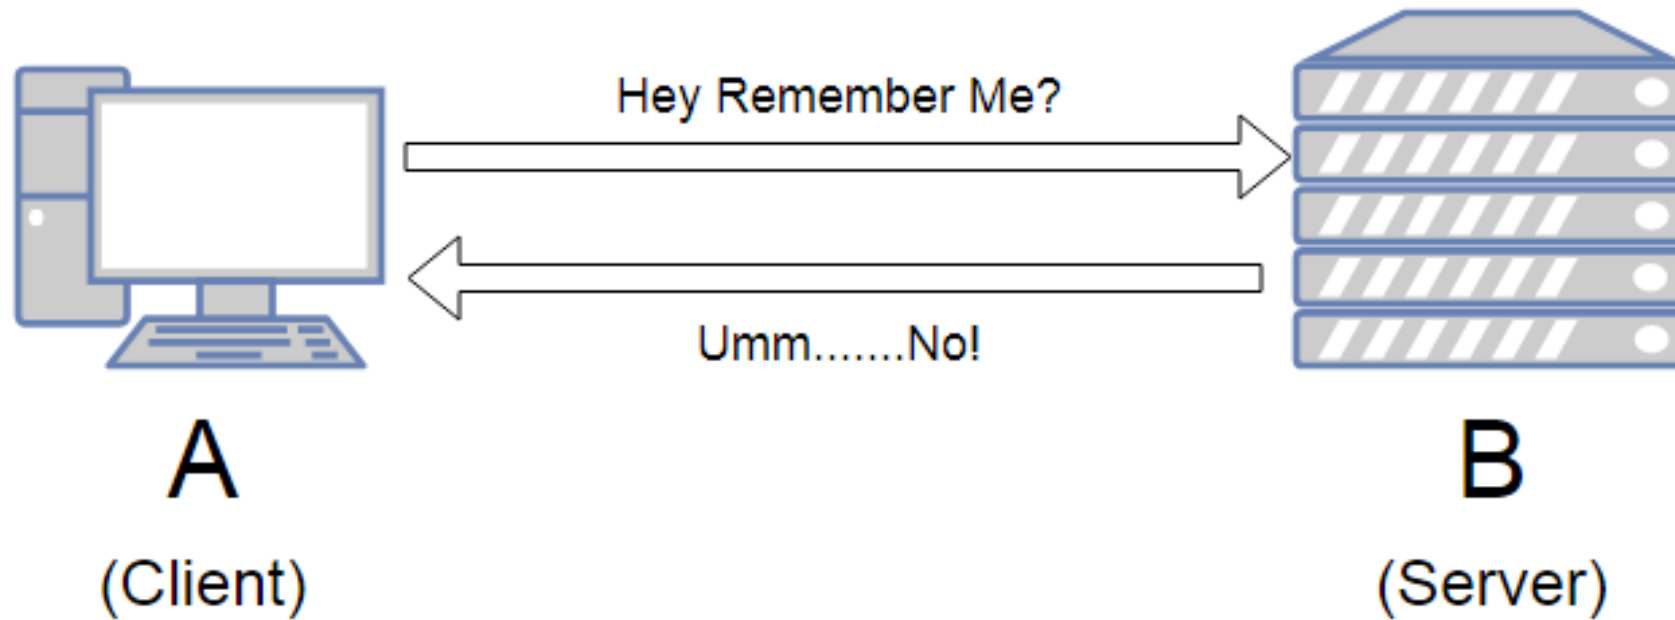 Hey Remember Me?
Umm.......No!
A
B
(Client)
(Server)